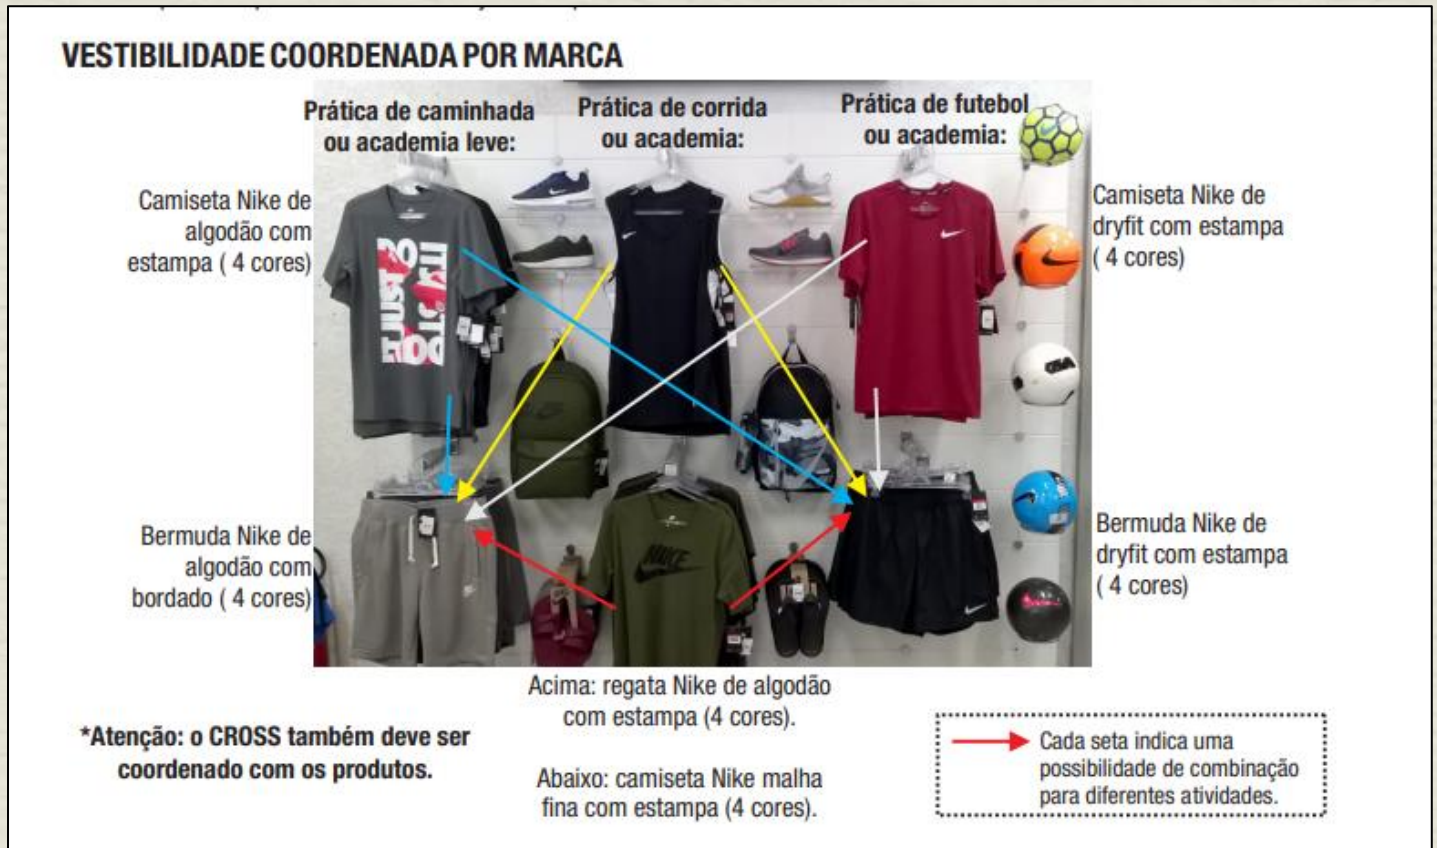 VESTIBILIDADE COORDENADA POR MARCA
Prática de caminhada
ou academia leve:
Prática de corrida
ou academia:
Prática de futebol
ou academia:
Camiseta Nike de
algodão com
estampa ( 4 cores)
Camiseta Nike de
dryfit com estampa
( 4 cores)
Bermuda Nike de
algodão com
bordado ( 4 cores)
NIKE
Bermuda Nike de
dryfit com estampa
( 4 cores)
Acima: regata Nike de algodão
com estampa (4 cores).
Abaixo: camiseta Nike malha
fina com estampa (4 cores).
*Atenção: o CROSS também deve ser
coordenado com os produtos.
Cada seta indica uma
possibilidade de combinação
para diferentes atividades.